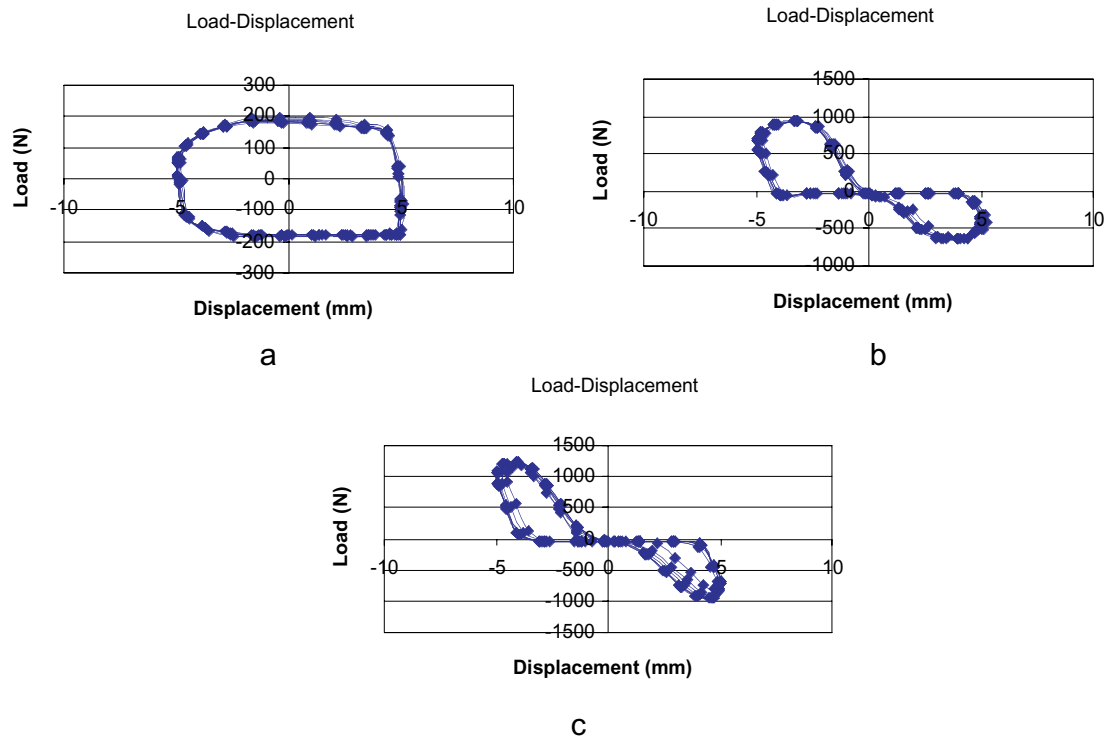 Load-Displacement
300
200
100
0
-100
-200
-300
-10
-5
0
5
10
Load (N)
Displacement (mm)
a
Load-Displacement
1500
1000
500
0
-500
-1000
-10
-5
0
5
10
Load (N)
Displacement (mm)
b
Load-Displacement
1500
1000
500
0
-500
-1000
-1500
-10
-5
0
5
10
Load (N)
Displacement (mm)
c